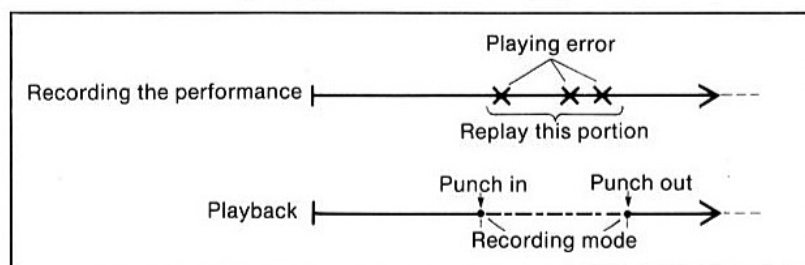 Playing error
Recording the performance
Replay this portion
Punch in Punch out
Playback
Recording mode